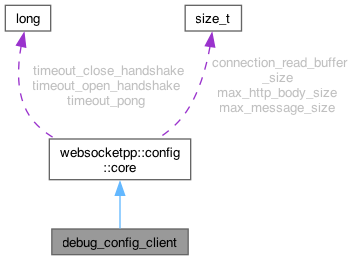 long
size_t
timeout_close_handshake
timeout_open_handshake
timeout_pong
connection_read_buffer
_size
max_http_body_size
max_message_size
websocketpp::config
::core
debug_config_client